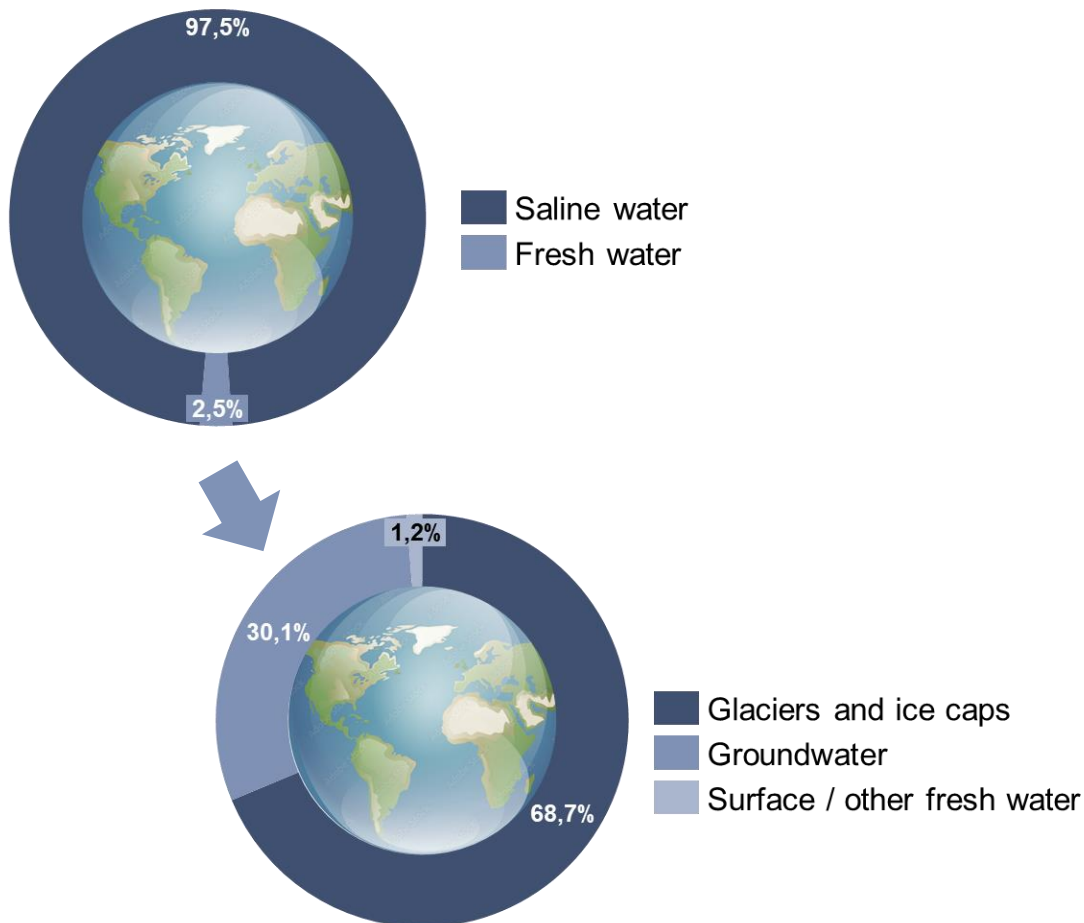 97,5%
Saline water
Fresh water
2,5%
1,2%
30,1%
Glaciers and ice caps
Groundwater
Surface / other fresh water
68,7%